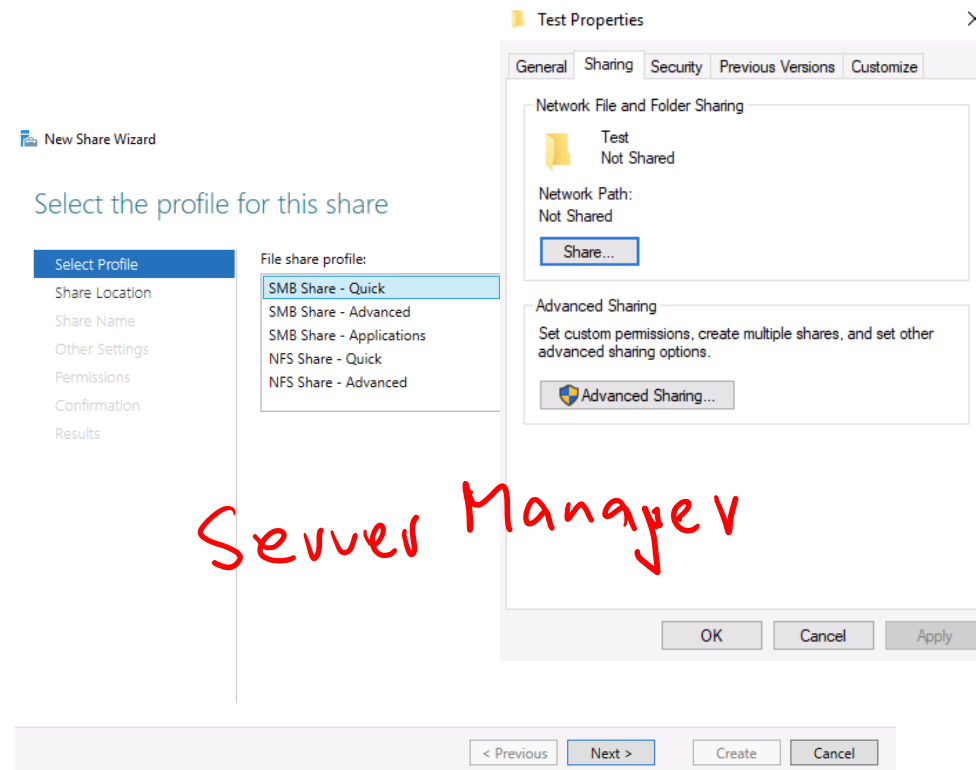 Test Properties
General Sharing Security Previous Versions Customize
Network File and Folder Sharing
Test
Not Shared
Network Path:
Not Shared
Share...
Advanced Sharing
Set custom permissions, create multiple shares, and set other
advanced sharing options.
Advanced Sharing...
OK Cancel Apply
New Share Wizard
Select the profile for this share
Select Profile
Share Location
Share Name
Other Settings
Permissions
Confirmation
Results
File share profile:
SMB Share - Quick
SMB Share - Advanced
SMB Share - Applications
NFS Share - Quick
NFS Share - Advanced
Server Manager
< Previous Next > Create Cancel